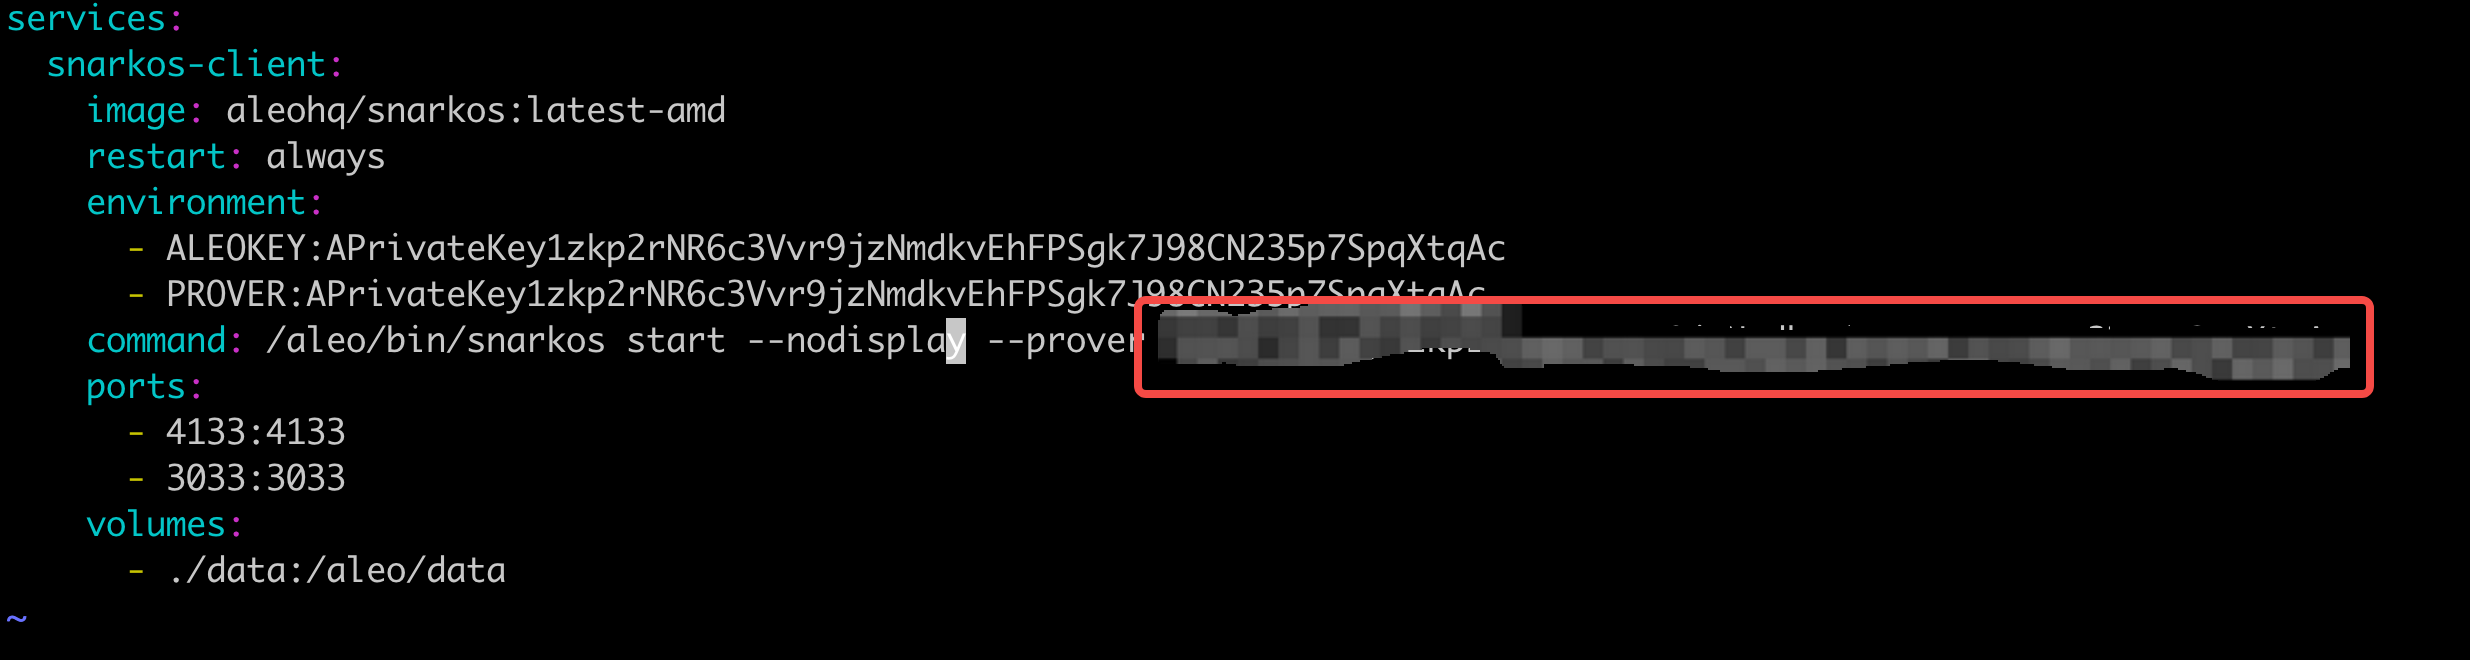 services:
snarkos-client:
image: aleohq/snarkos:latest-amd
restart: always
environment:
- ALEOKEY:APrivateKey1zkp2rNR6c3Vvr9jzNmdkvEhFPSgk7J98CN235p7SpqXtqAc
- PROVER:APrivateKey1zkp2rNR6c3Vvr9jzNmdkvEhFPSgk7J98CN235p7SpqXtqAc
command: /aleo/bin/snarkos start --nodisplay --prover
ports:
- 4133:4133
- 3033:3033
volumes:
- ./data:/aleo/data
~